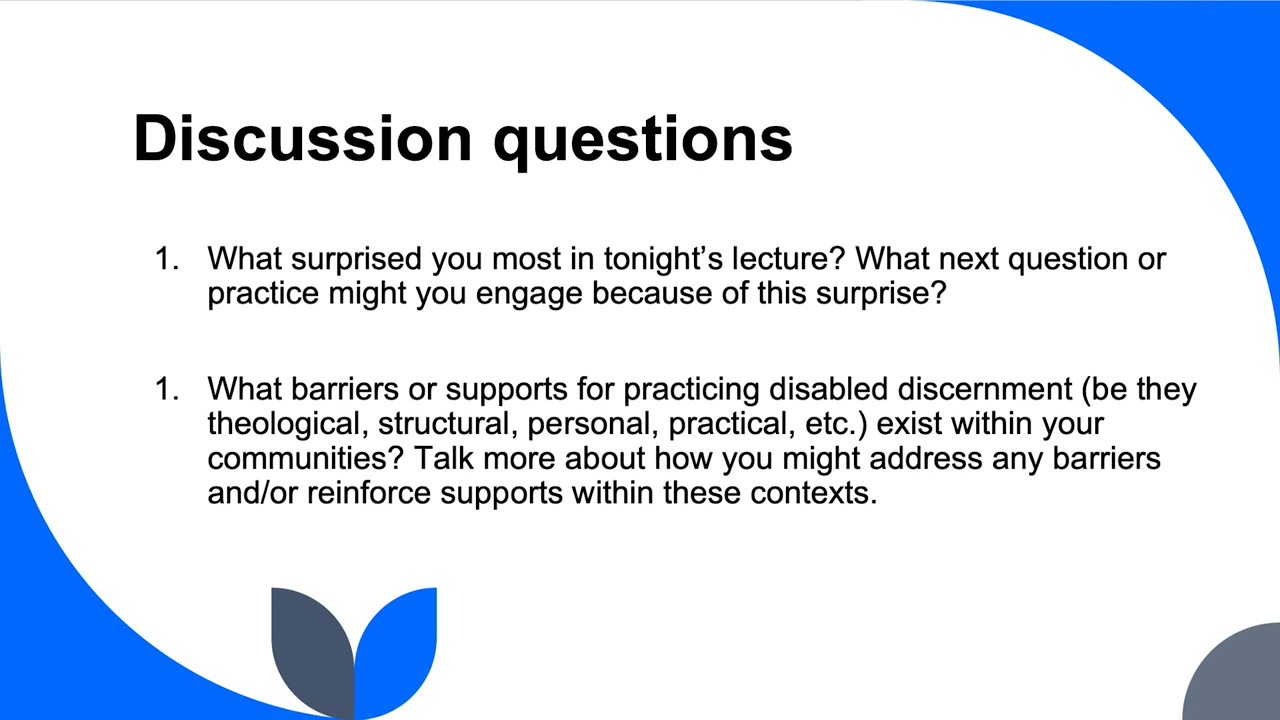 Discussion questions
1. What surprised you most in tonight’s lecture? What next question or
practice might you engage because of this surprise?
1. What barriers or supports for practicing disabled discernment (be they
theological, structural, personal, practical, etc.) exist within your
communities? Talk more about how you might address any barriers
and/or reinforce supports within these contexts.